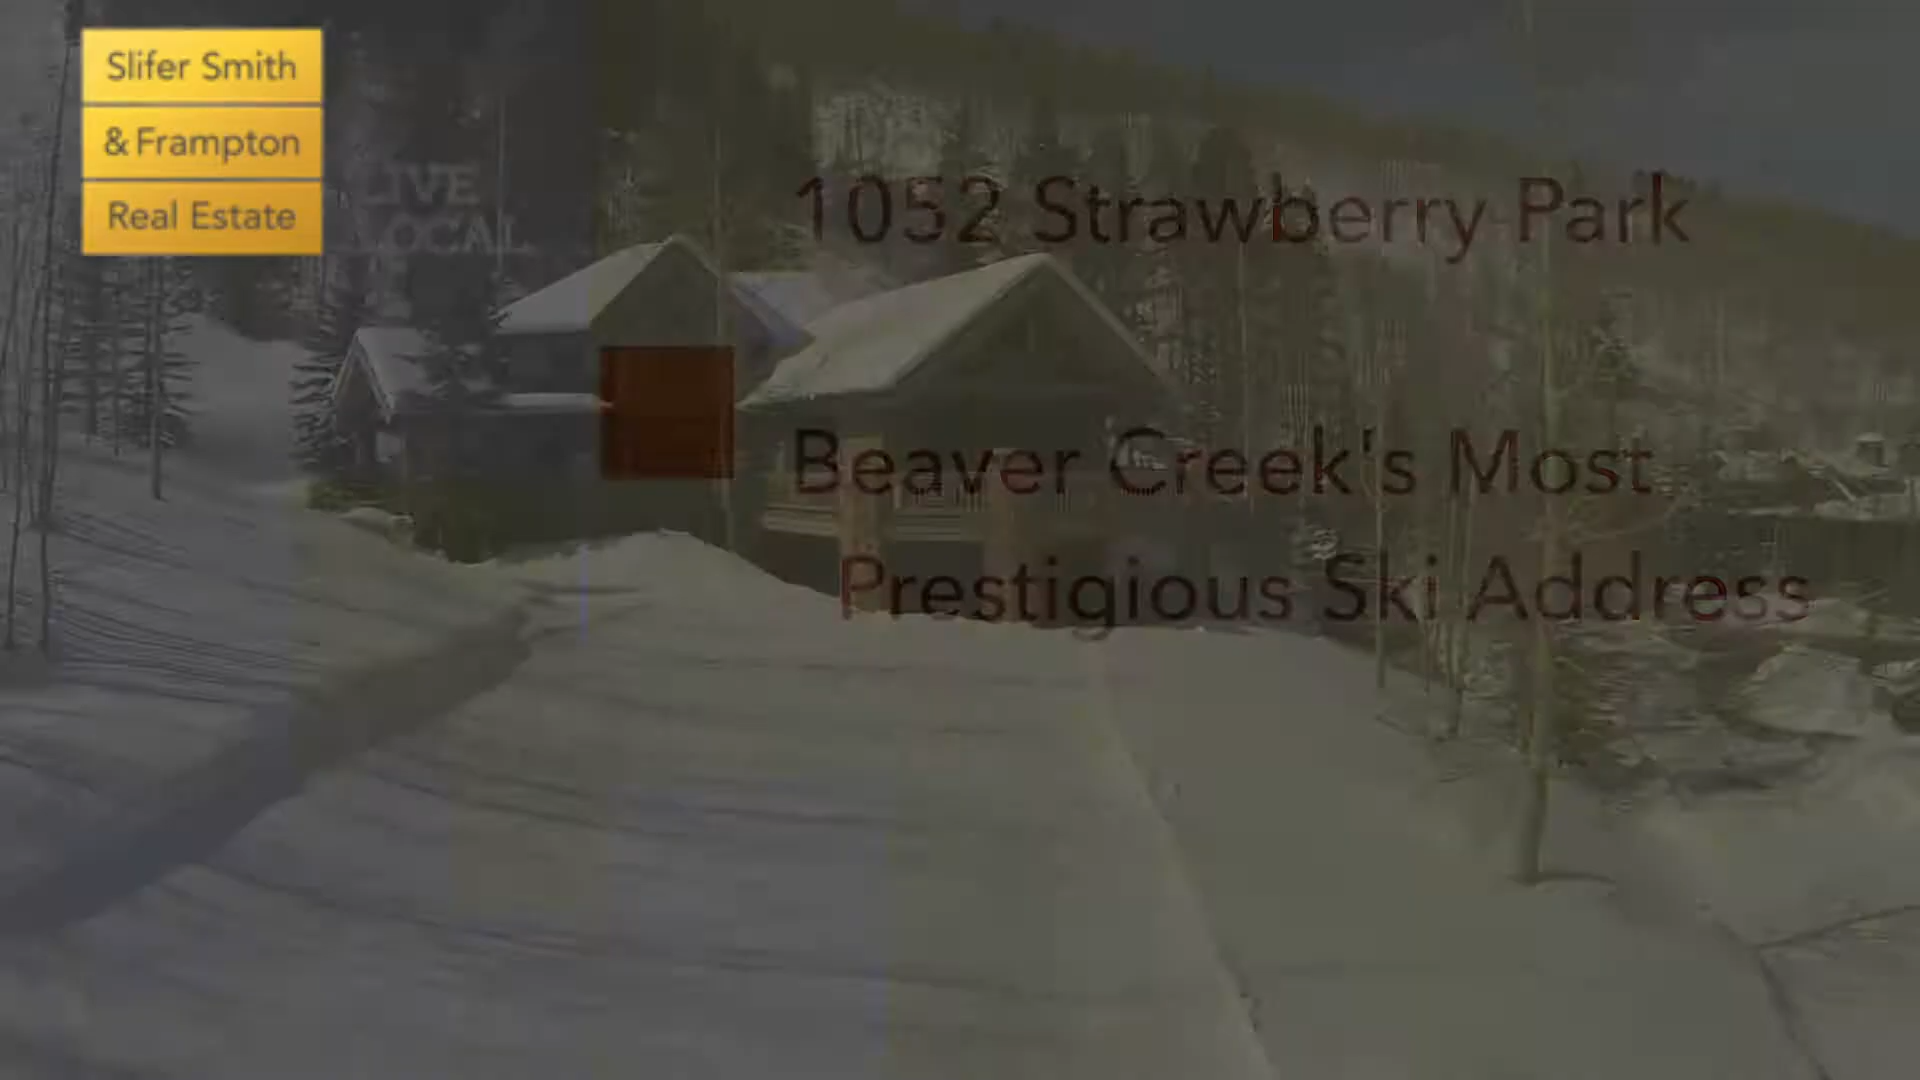 Slifer Smith
& Frampton
Real Estate
LIVE
LOCAL
1052 Strawberry Park
Beaver Creek's Most
Prestigious Ski Address